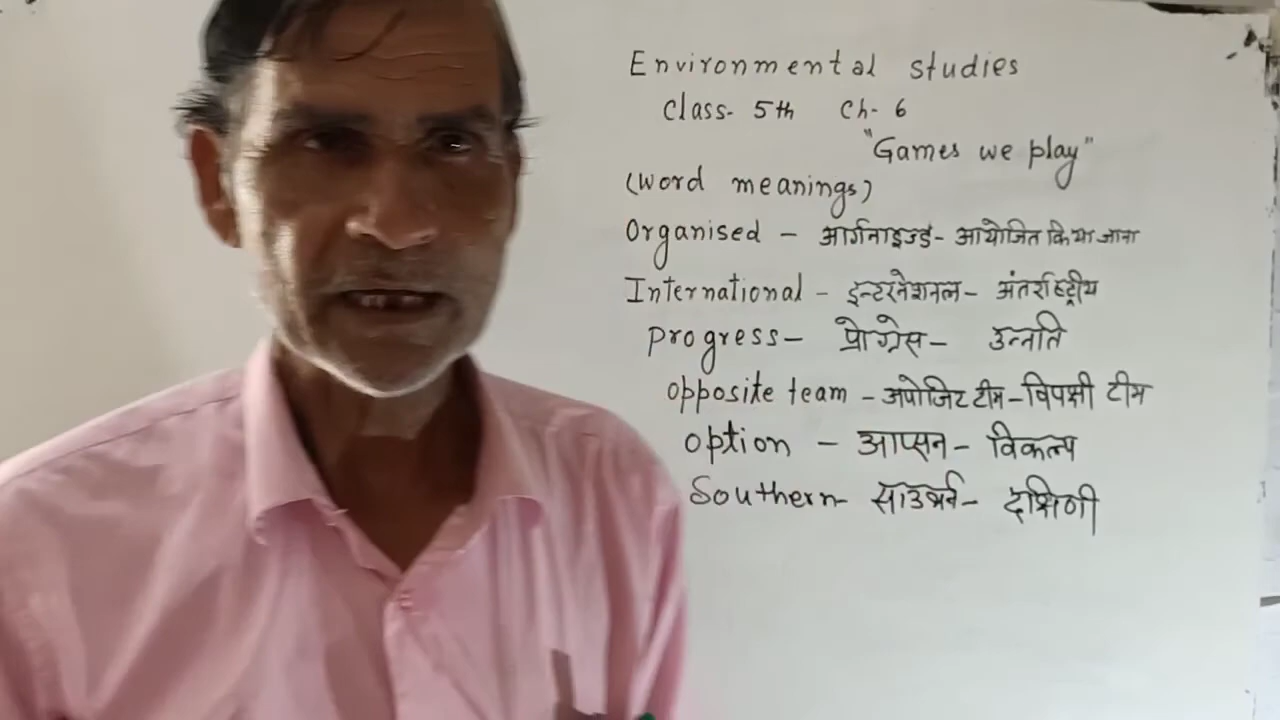 Environmental studies
Class- 5th Ch- 6
"Games we play"
(word meanings)
Organised - आर्गनाइज्ड- आयोजित किया जाना
International - इन्टरनेशनल- अंतर्राष्ट्रीय
Progress- प्रोग्रेस- उन्नति
Opposite team - अपोजिट टीम-विपक्षी टीम
Option - आप्सन- विकल्प
Southern- साउथर्न- दक्षिणी